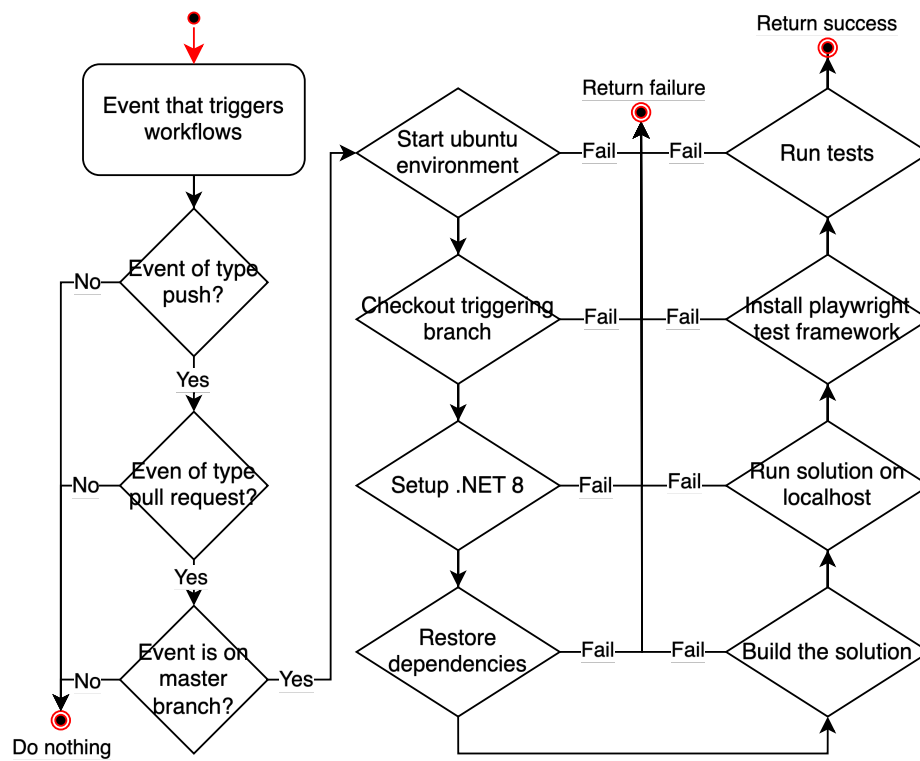 Event that triggers
workflows
Event of type
push?
No
Yes
Even of type
pull request?
No
Yes
Event is on
master
branch?
No
Yes
Do nothing
Start ubuntu
environment
Fail
Checkout triggering
branch
Fail
Setup .NET 8
Fail
Restore
dependencies
Fail
Return failure
Build the solution
Fail
Run solution on
localhost
Fail
Install playwright
test framework
Fail
Run tests
Fail
Return success